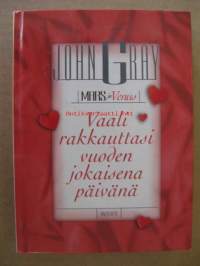 JOHN GRAY
MARS ja Venus
Vaali
rakkauttasi
vuoden
jokaisena
päivänä